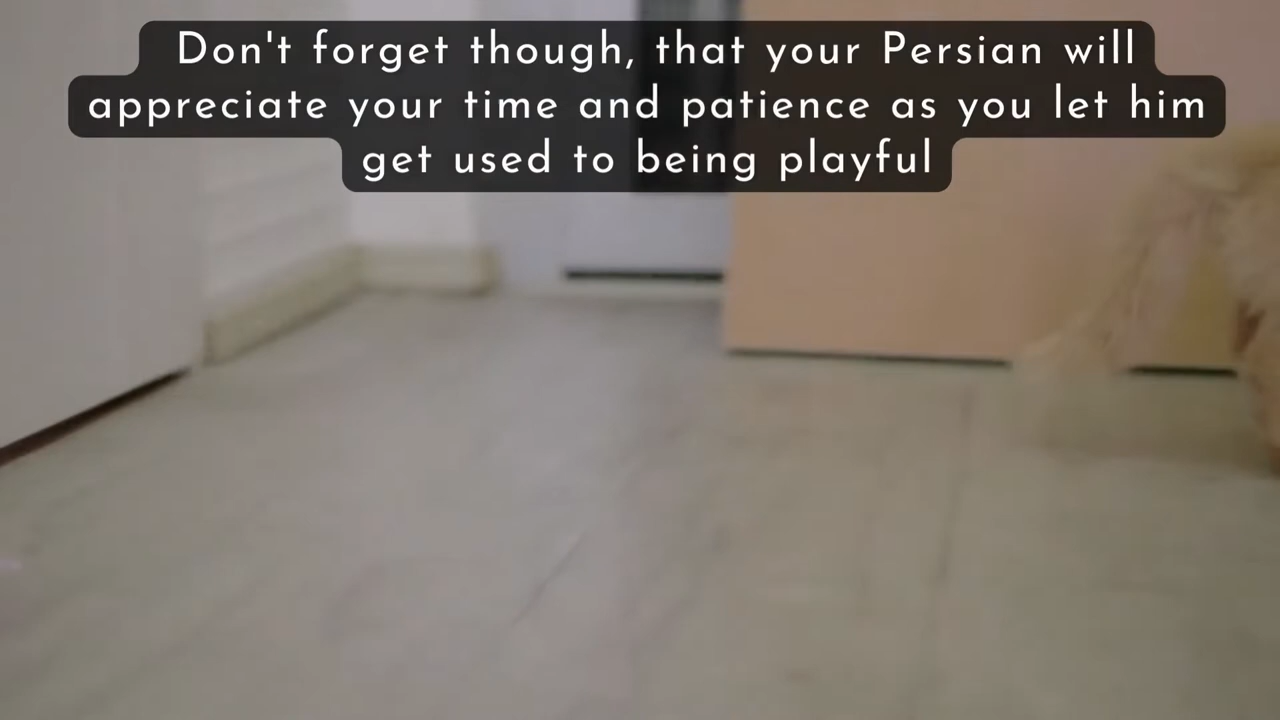 Don't forget though, that your Persian will
appreciate your time and patience as you let him
get used to being playful